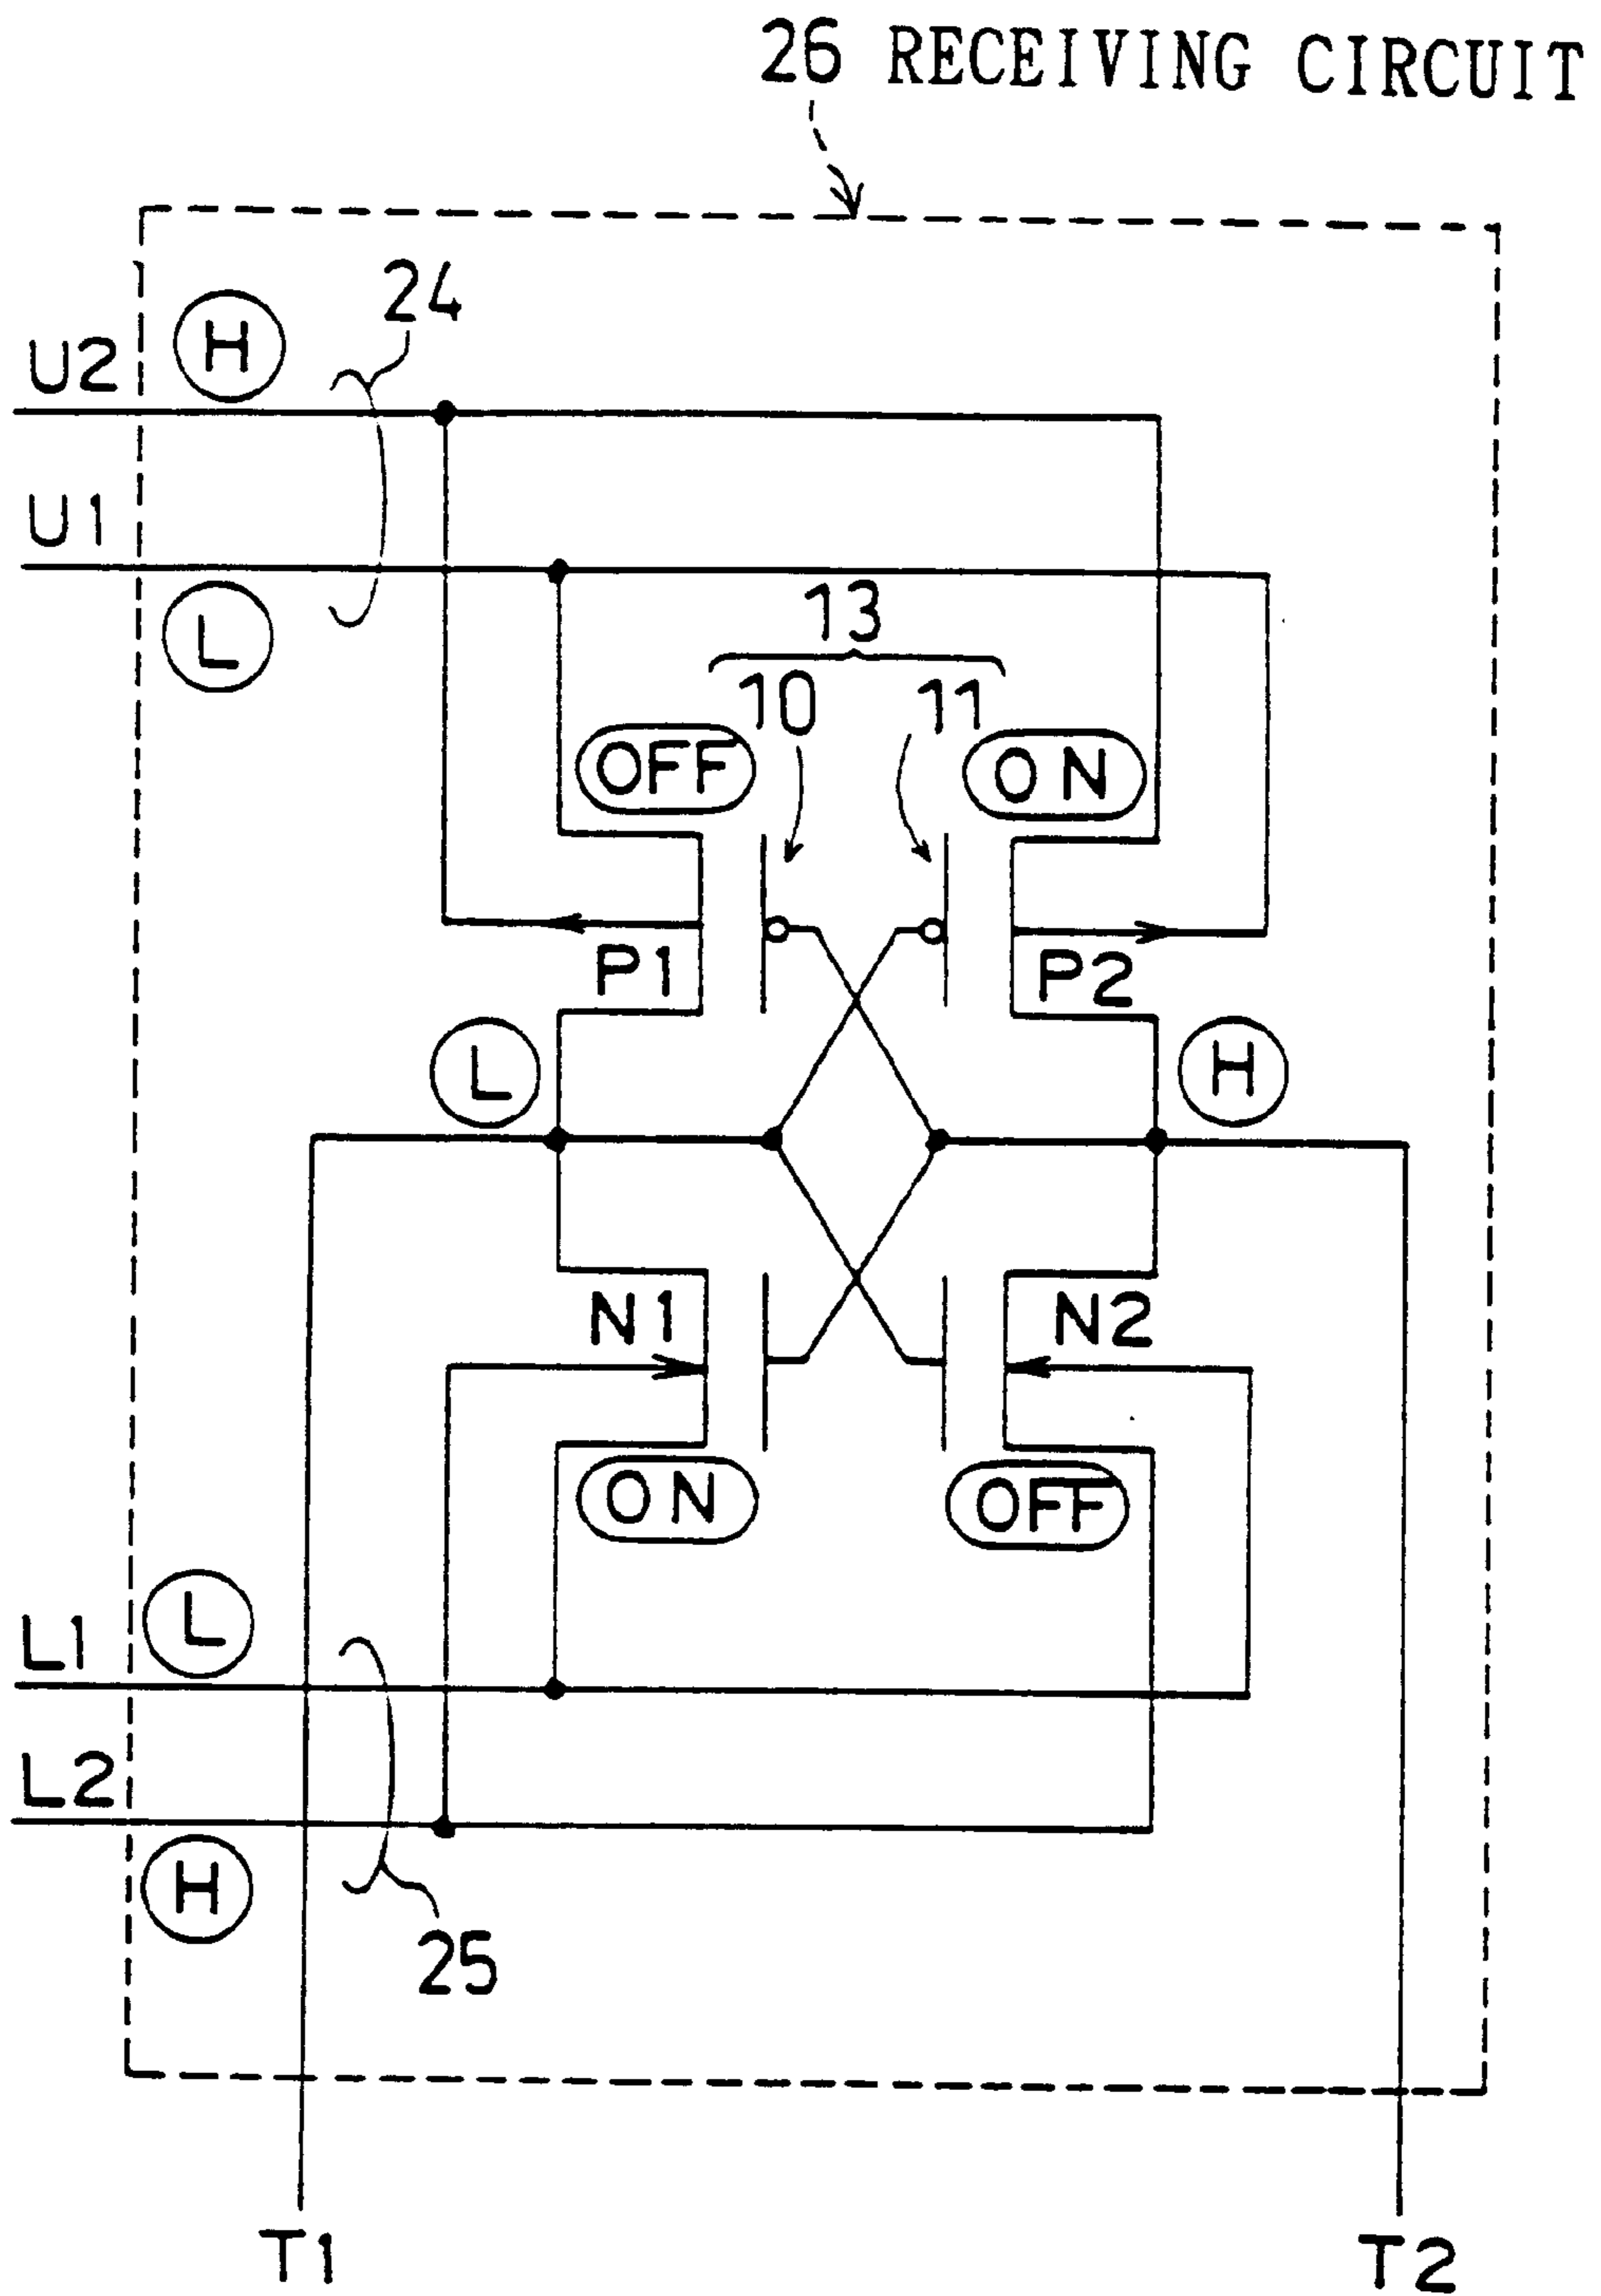 26 RECEIVING CIRCUIT
24
U2
H
U1
L
13
10
11
OFF
ON
P1
P2
L
H
N1
N2
ON
OFF
L1
L
L2
H
25
T1
T2